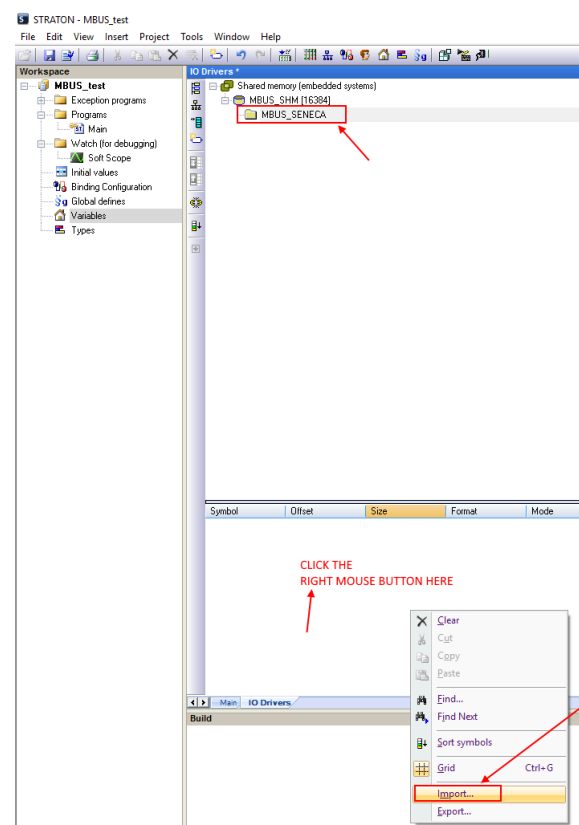 STRATON - MBUS_test
File Edit View Insert Project Tools Window Help
Workspace
IO Drivers *
MBUS_test
Exception programs
Programs
Main
Watch (for debugging)
Soft Scope
Initial values
Binding Configuration
Global defines
Variables
Types
Shared memory (embedded systems)
MBUS_SHM [16384]
MBUS_SENECA
Symbol Offset Size Format Mode
CLICK THE
RIGHT MOUSE BUTTON HERE
Clear
Cut
Copy
Paste
Find...
Find Next
Sort symbols
Grid Ctrl+G
Import...
Export...
Main IO Drivers
Build